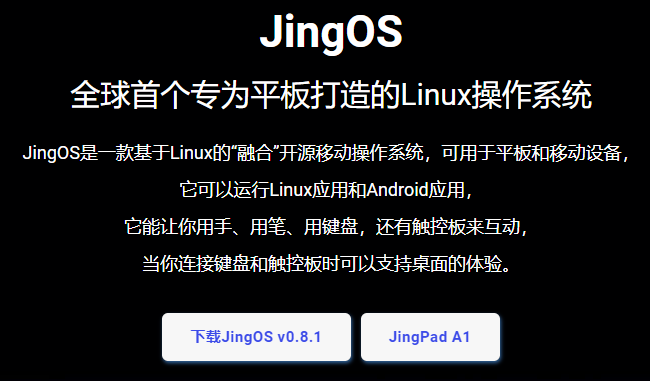 JingOS
全球首个专为平板打造的Linux操作系统
JingOS是一款基于Linux的“融合”开源移动操作系统，可用于平板和移动设备，
它可以运行Linux应用和Android应用，
它能让你用手、用笔、用键盘，还有触控板来互动，
当你连接键盘和触控板时可以支持桌面的体验。
下载JingOS v0.8.1
JingPad A1